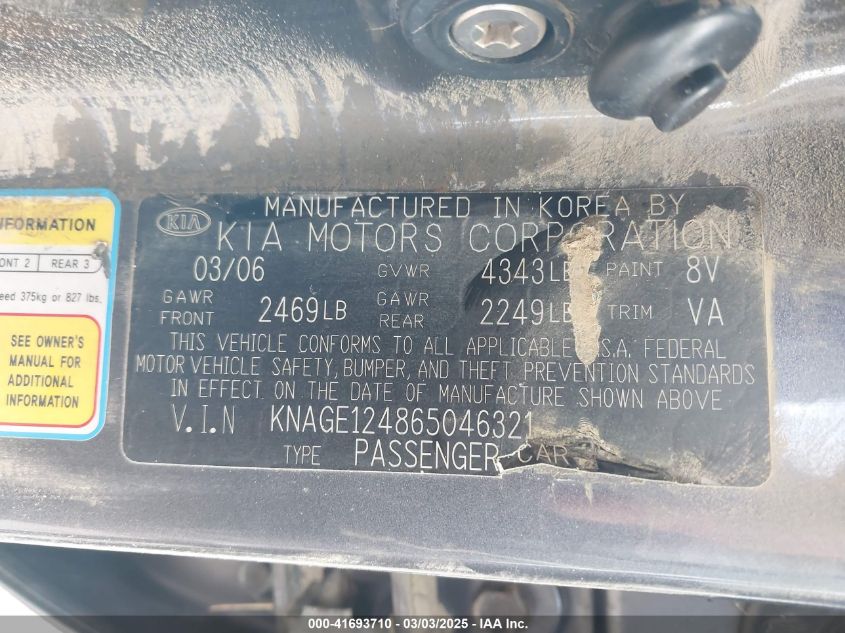 NFORMATION
ONT 2 REAR 3
eed 375kg or 827 lbs.
SEE OWNER'S
MANUAL FOR
ADDITIONAL
INFORMATION
KIA
MANUFACTURED IN KOREA BY
KIA MOTORS CORPORATION
03/06 GVWR 4343LB PAINT 8V
GAWR FRONT 2469LB GAWR REAR 2249LB TRIM VA
THIS VEHICLE CONFORMS TO ALL APPLICABLE U.S.A. FEDERAL
MOTOR VEHICLE SAFETY, BUMPER, AND THEFT PREVENTION STANDARDS
IN EFFECT ON THE DATE OF MANUFACTURE SHOWN ABOVE
V.I.N KNAGE124865046321
TYPE PASSENGER CAR
000-41693710 - 03/03/2025 - IAAI.com